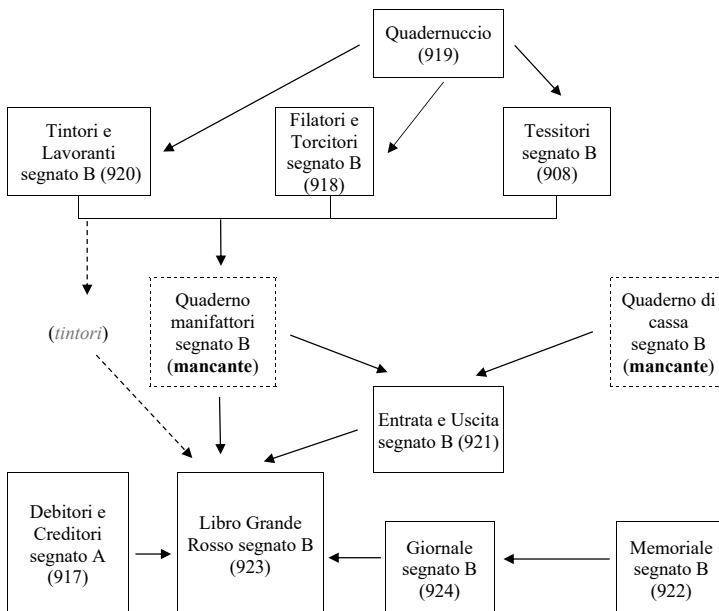 Quadernuccio
(919)
Tintori e
Lavoranti
segnato B (920)
Filatori e
Torcitori
segnato B
(918)
Tessitori
segnato B
(908)
(tintori)
Quaderno
manifattori
segnato B
(mancante)
Quaderno di
cassa
segnato B
(mancante)
Entrata e Uscita
segnato B (921)
Debitori e
Creditori
segnato A
(917)
Libro Grande
Rosso segnato B
(923)
Giornale
segnato B
(924)
Memoriale
segnato B
(922)